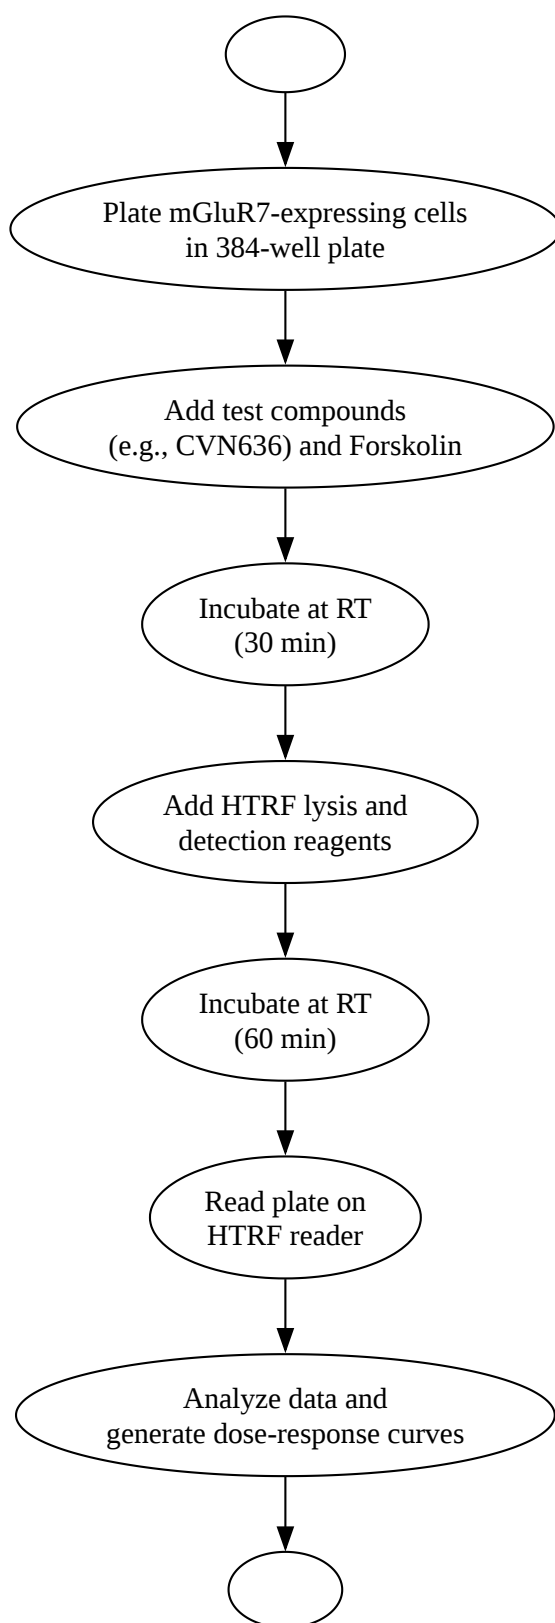 Plate mGluR7-expressing cells
in 384-well plate
Add test compounds
(e.g., CVN636) and Forskolin
Incubate at RT
(30 min)
Add HTRF lysis and
detection reagents
Incubate at RT
(60 min)
Read plate on
HTRF reader
Analyze data and
generate dose-response curves